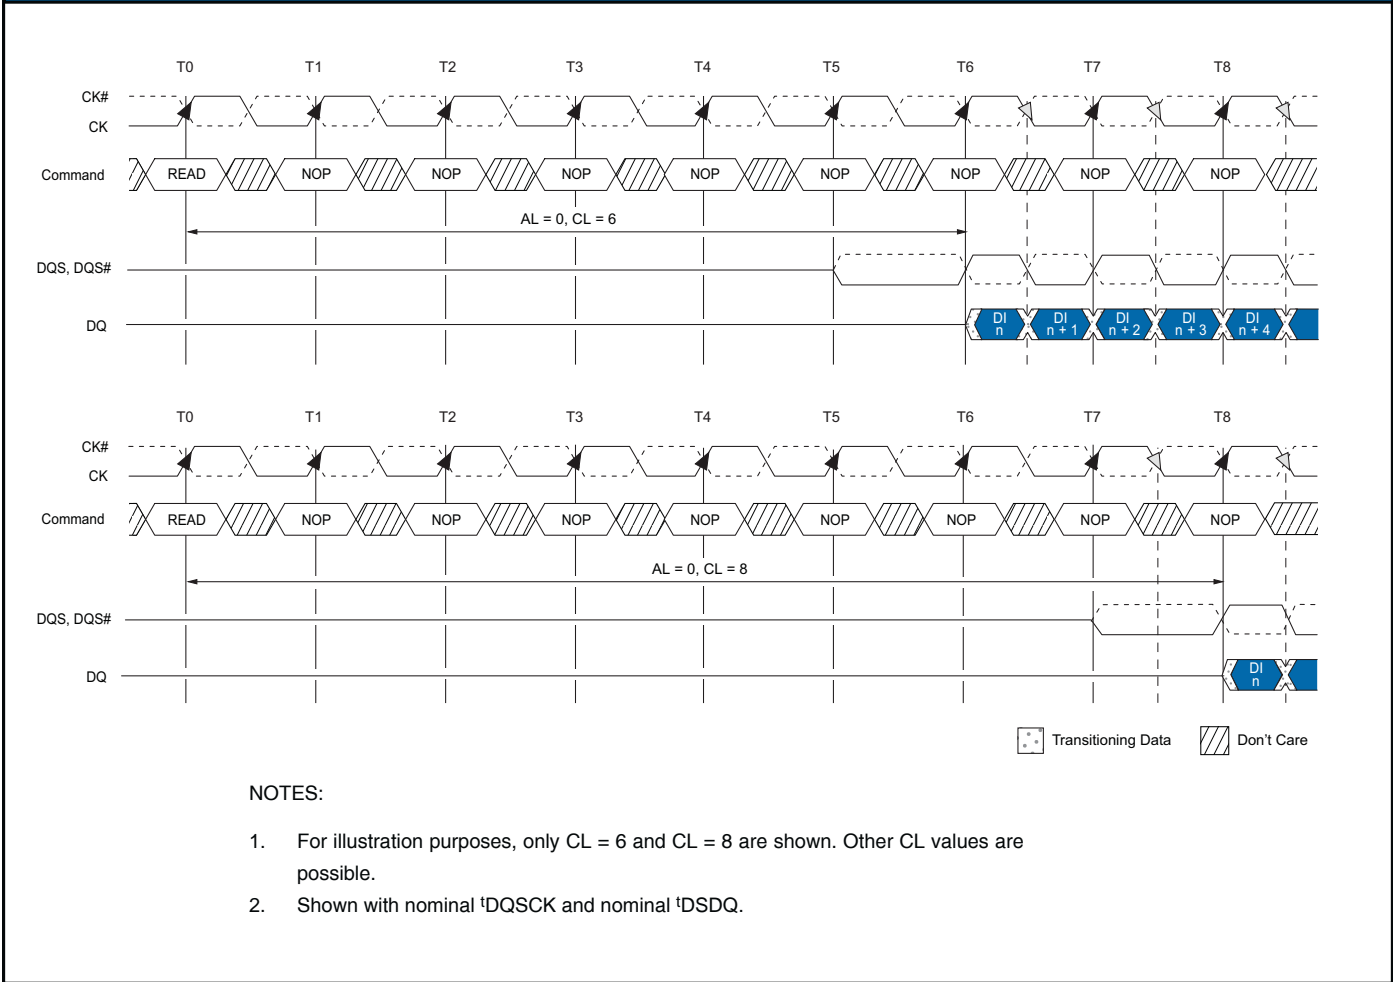 T0 T1 T2 T3 T4 T5 T6 T7 T8
CK#
CK
Command READ NOP NOP NOP NOP NOP NOP NOP NOP
AL = 0, CL = 6
DQS, DQS#
DQ DI n DI n + 1 DI n + 2 DI n + 3 DI n + 4
T0 T1 T2 T3 T4 T5 T6 T7 T8
CK#
CK
Command READ NOP NOP NOP NOP NOP NOP NOP NOP
AL = 0, CL = 8
DQS, DQS#
DQ DI n
Transitioning Data Don't Care
NOTES:
1. For illustration purposes, only CL = 6 and CL = 8 are shown. Other CL values are
possible.
2. Shown with nominal tDQSCK and nominal tDSDQ.